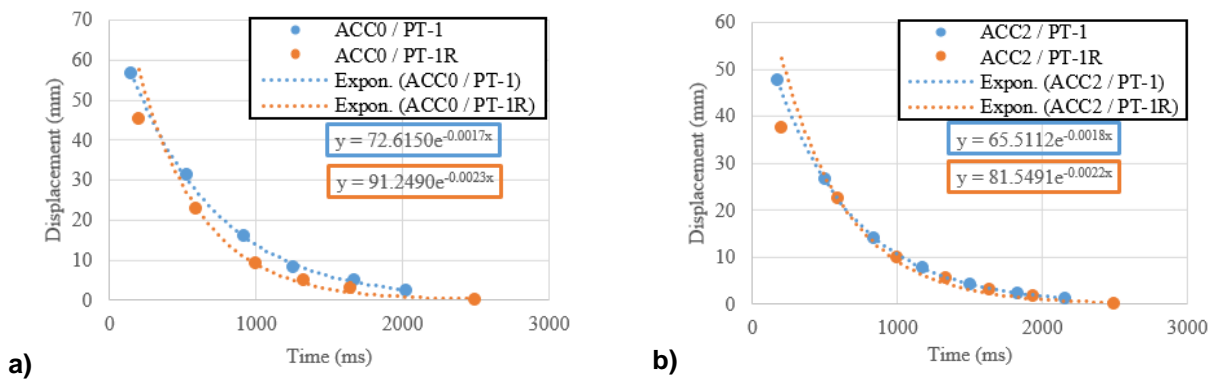 70
60
50
40
30
20
10
0
0
1000
2000
3000
Displacement (mm)
Time (ms)
ACC0 / PT-1
ACC0 / PT-1R
Expon. (ACC0 / PT-1)
Expon. (ACC0 / PT-1R)
y = 72.6150e^-0.0017x
y = 91.2490e^-0.0023x
a)
60
50
40
30
20
10
0
0
1000
2000
3000
Displacement (mm)
Time (ms)
ACC2 / PT-1
ACC2 / PT-1R
Expon. (ACC2 / PT-1)
Expon. (ACC2 / PT-1R)
y = 65.5112e^-0.0018x
y = 81.5491e^-0.0022x
b)